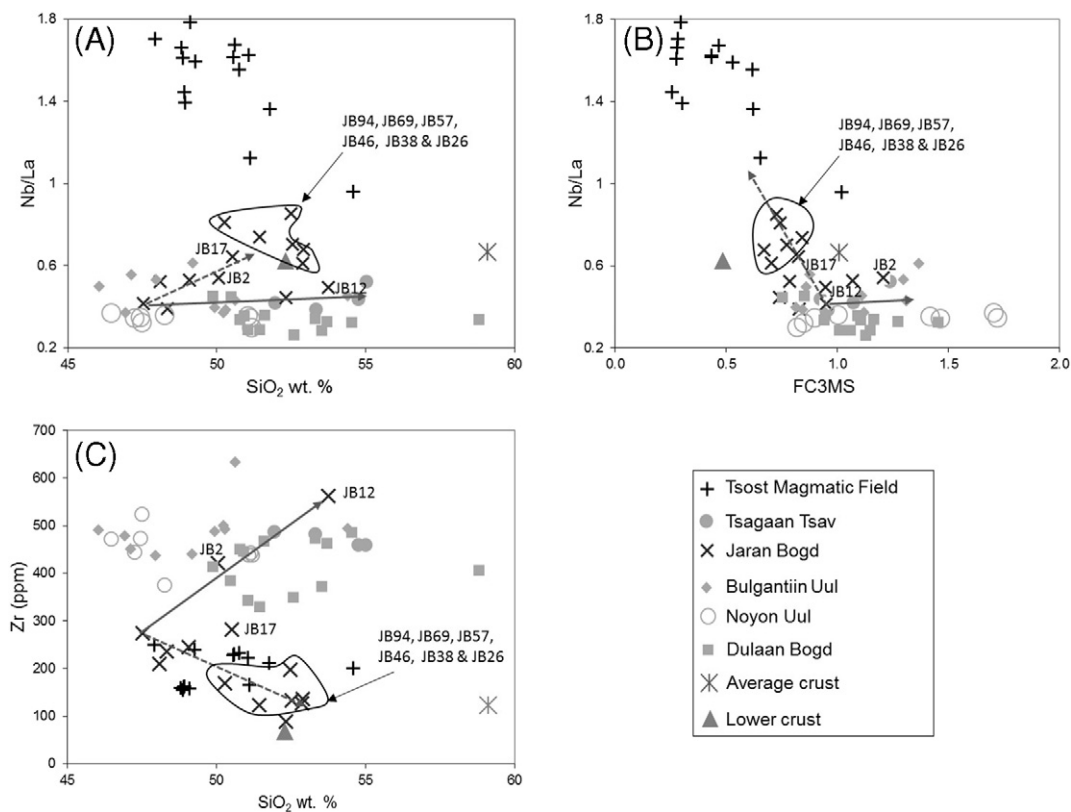 (A)
1.8
1.4
1
0.6
0.2
Nb/La
JB94, JB69, JB57,
JB46, JB38 & JB26
JB17
JB2
JB12
45
50
55
60
SiO2 wt. %
(B)
1.8
1.4
1
0.6
0.2
Nb/La
JB94, JB69, JB57,
JB46, JB38 & JB26
JB17
JB2
JB12
0.0
0.5
1.0
1.5
2.0
FC3MS
(C)
700
600
500
400
300
200
100
0
Zr (ppm)
JB12
JB2
JB17
JB94, JB69, JB57,
JB46, JB38 & JB26
45
50
55
60
SiO2 wt. %
Tsost Magmatic Field
Tsagaan Tsav
Jaran Bogd
Bulgantiin Uul
Noyon Uul
Dulaan Bogd
Average crust
Lower crust